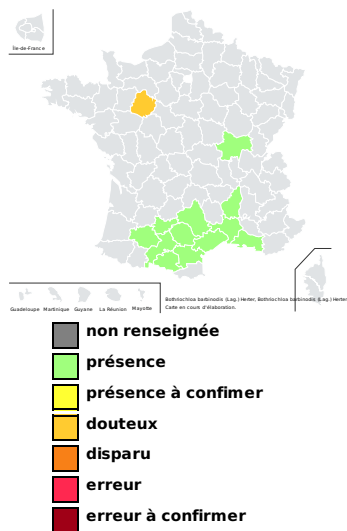 Île-de-France
Guadeloupe Martinique Guyane La Réunion Mayotte
Bothriochloa barbinodis (Lag.) Herter, Bothriochloa barbinodis (Lag.) Herter
Carte en cours d'élaboration.
non renseignée
présence
présence à confimer
douteux
disparu
erreur
erreur à confirmer